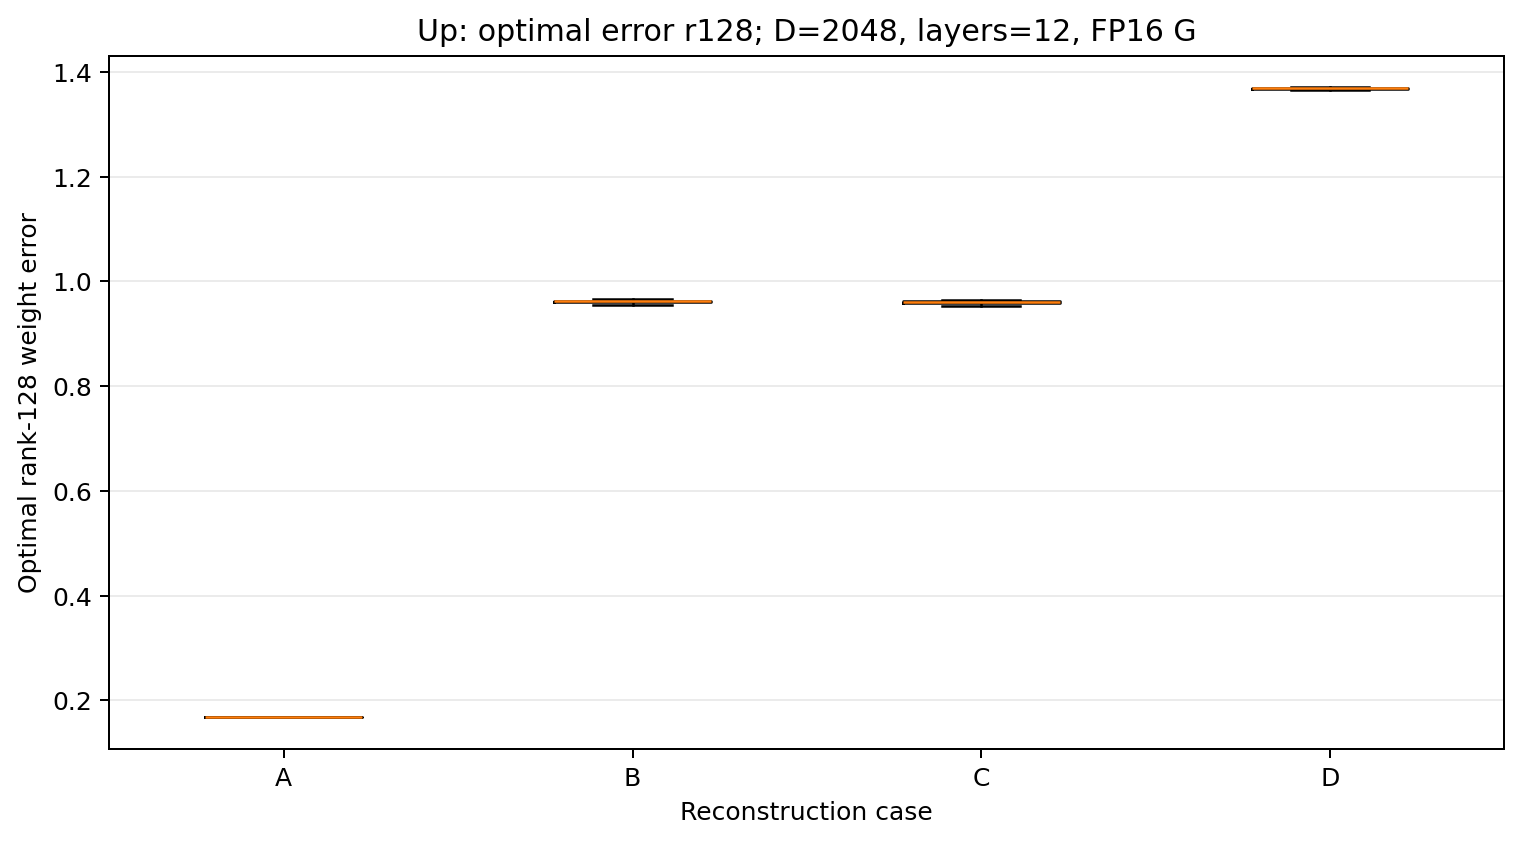 Up: optimal error r128; D=2048, layers=12, FP16 G
Optimal rank-128 weight error
1.4
1.2
1.0
0.8
0.6
0.4
0.2
A B C D
Reconstruction case